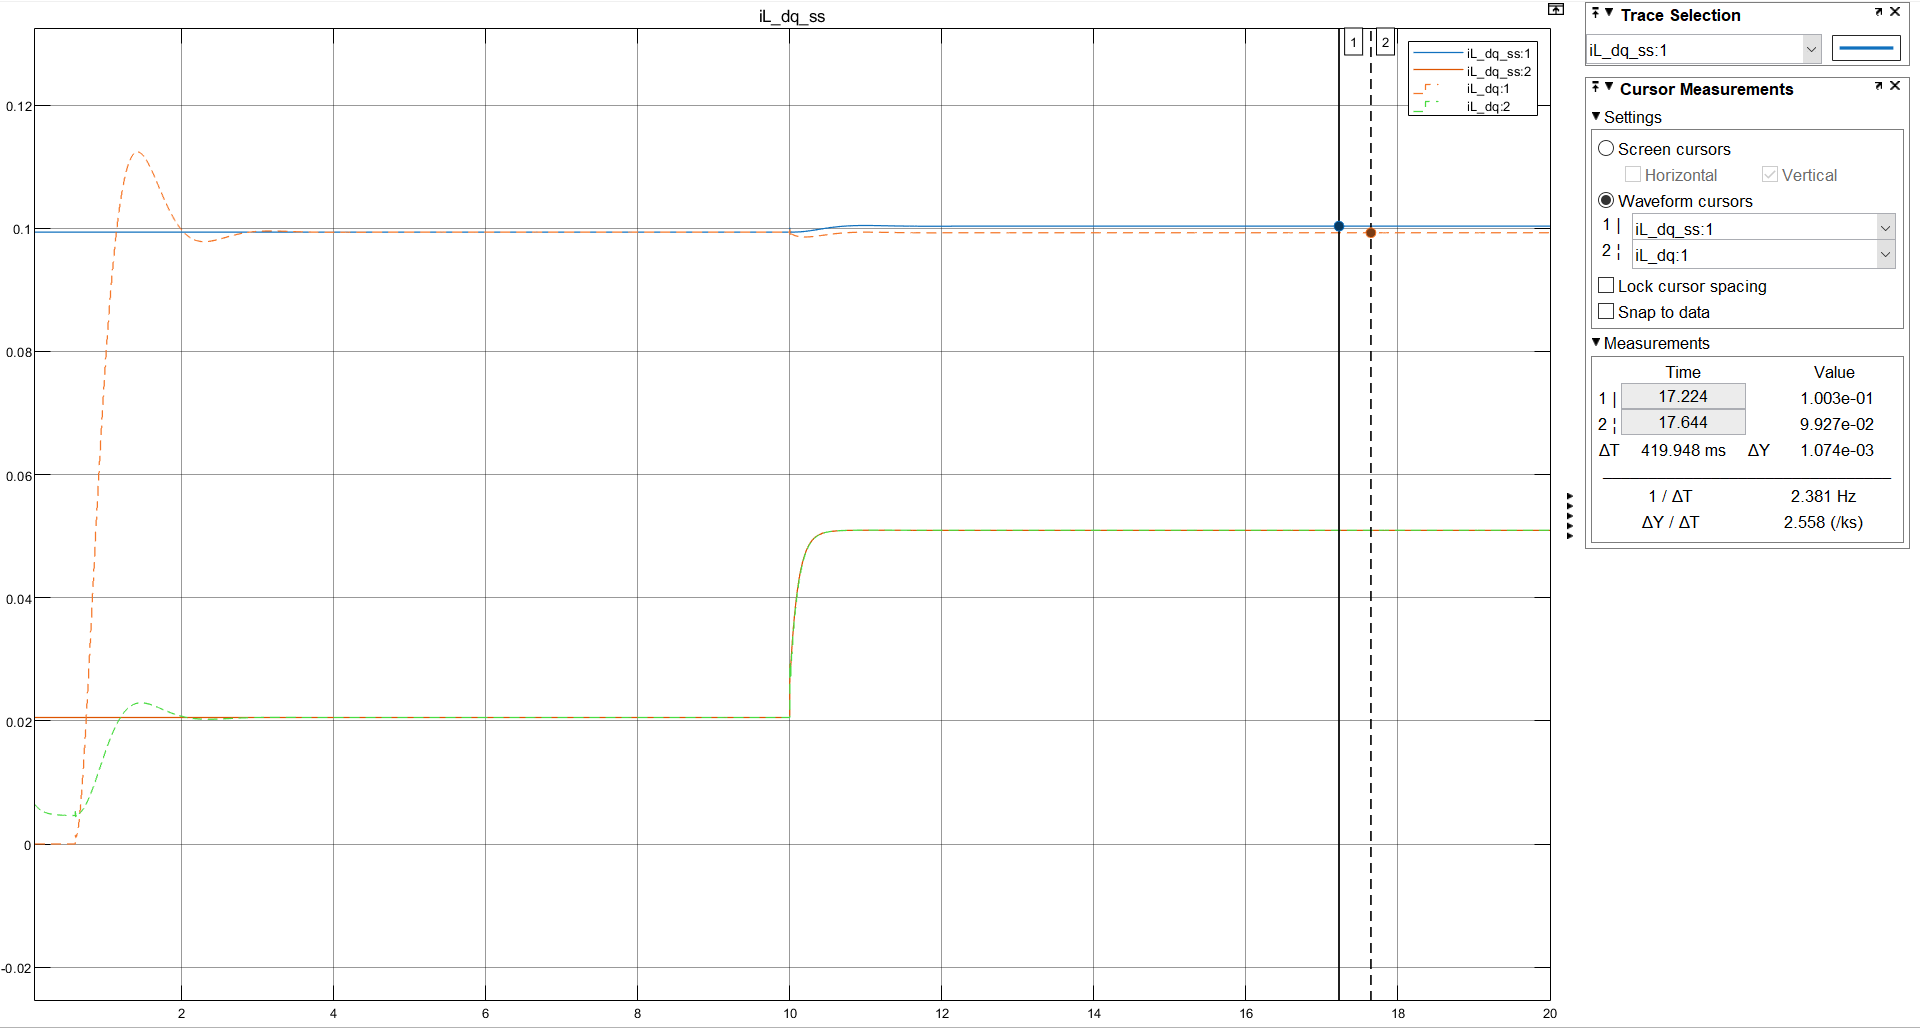 iL_dq_ss
1
2
iL_dq_ss:1
iL_dq_ss:2
iL_dq:1
iL_dq:2
0.12
0.1
0.08
0.06
0.04
0.02
0
-0.02
2
4
6
8
10
12
14
16
18
20
Trace Selection
iL_dq_ss:1
Cursor Measurements
Settings
Screen cursors
Horizontal Vertical
Waveform cursors
1 | iL_dq_ss:1
2 ¦ iL_dq:1
Lock cursor spacing
Snap to data
Measurements
Time Value
1 | 17.224 1.003e-01
2 ¦ 17.644 9.927e-02
ΔT 419.948 ms ΔY 1.074e-03
1 / ΔT 2.381 Hz
ΔY / ΔT 2.558 (/ks)